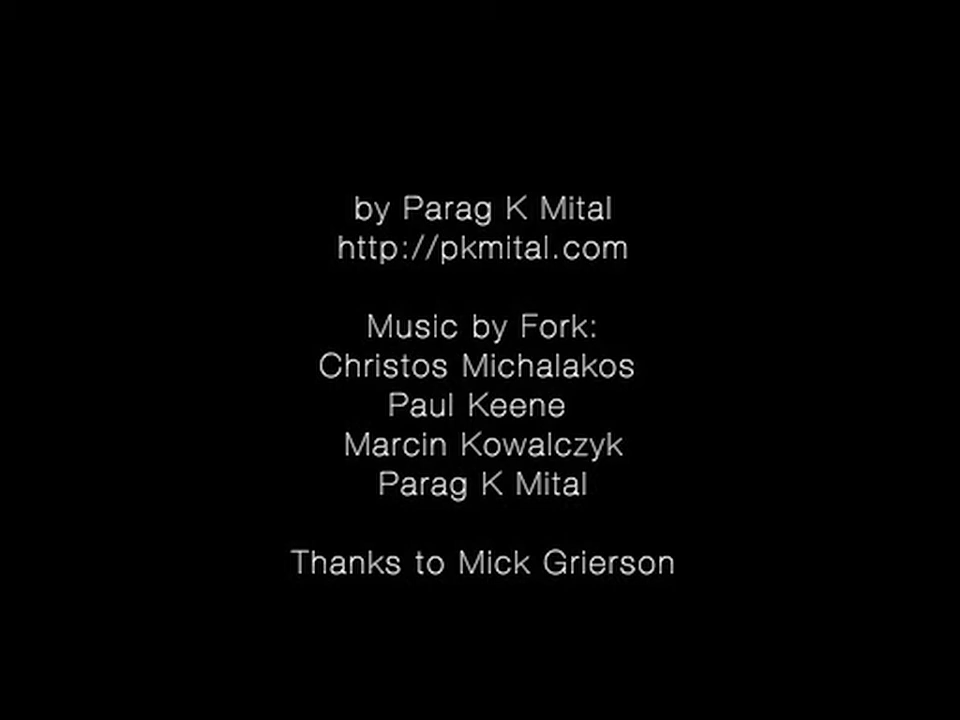 by Parag K Mital
http://pkmital.com
Music by Fork:
Christos Michalakos
Paul Keene
Marcin Kowalczyk
Parag K Mital
Thanks to Mick Grierson